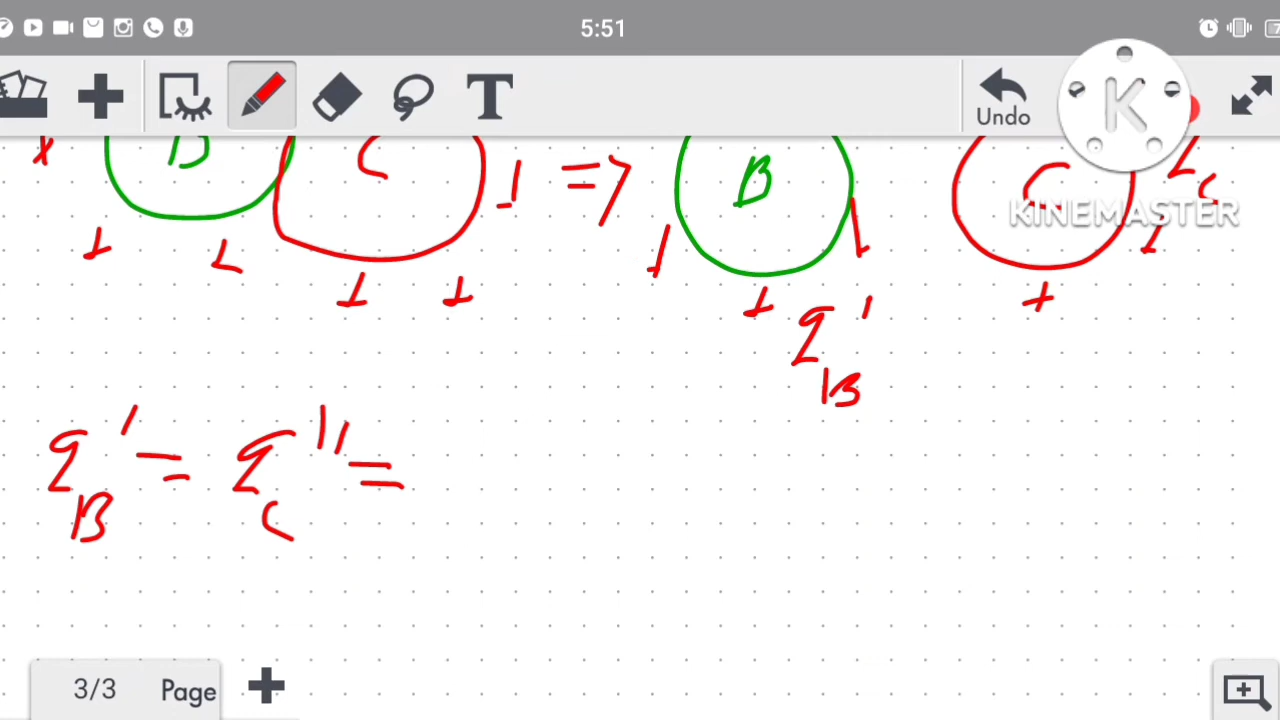 5:51
T
Undo
K
KINEMASTER
B C => B C
q'B
q'B = q''C =
3/3 Page